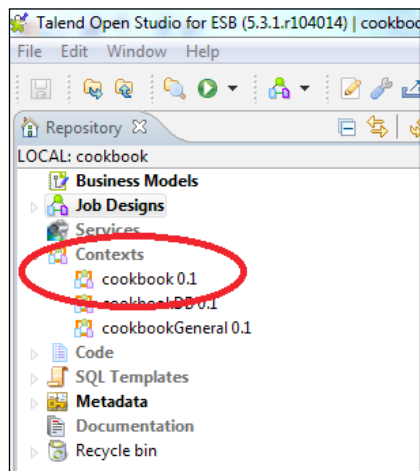 Talend Open Studio for ESB (5.3.1.r104014) | cookboo
File Edit Window Help
Repository
LOCAL: cookbook
Business Models
Job Designs
Services
Contexts
cookbook 0.1
cookbookDB 0.1
cookbookGeneral 0.1
Code
SQL Templates
Metadata
Documentation
Recycle bin